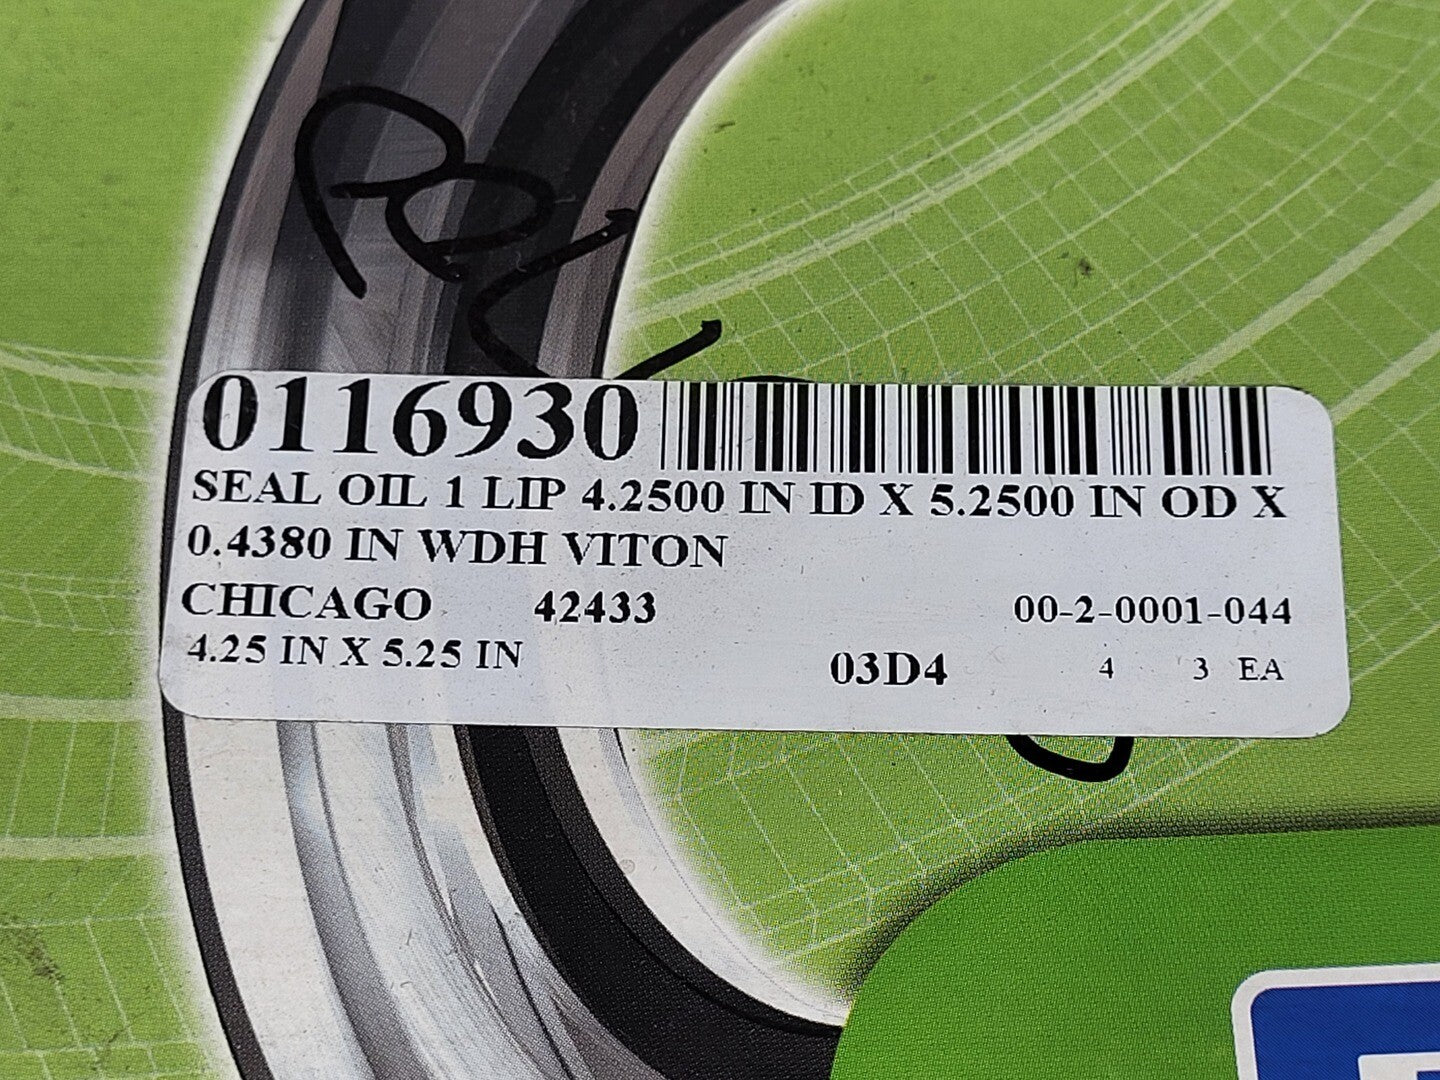 0116930
SEAL OIL 1 LIP 4.2500 IN ID X 5.2500 IN OD X
0.4380 IN WDH VITON
CHICAGO 42433 00-2-0001-044
4.25 IN X 5.25 IN 03D4 4 3 EA